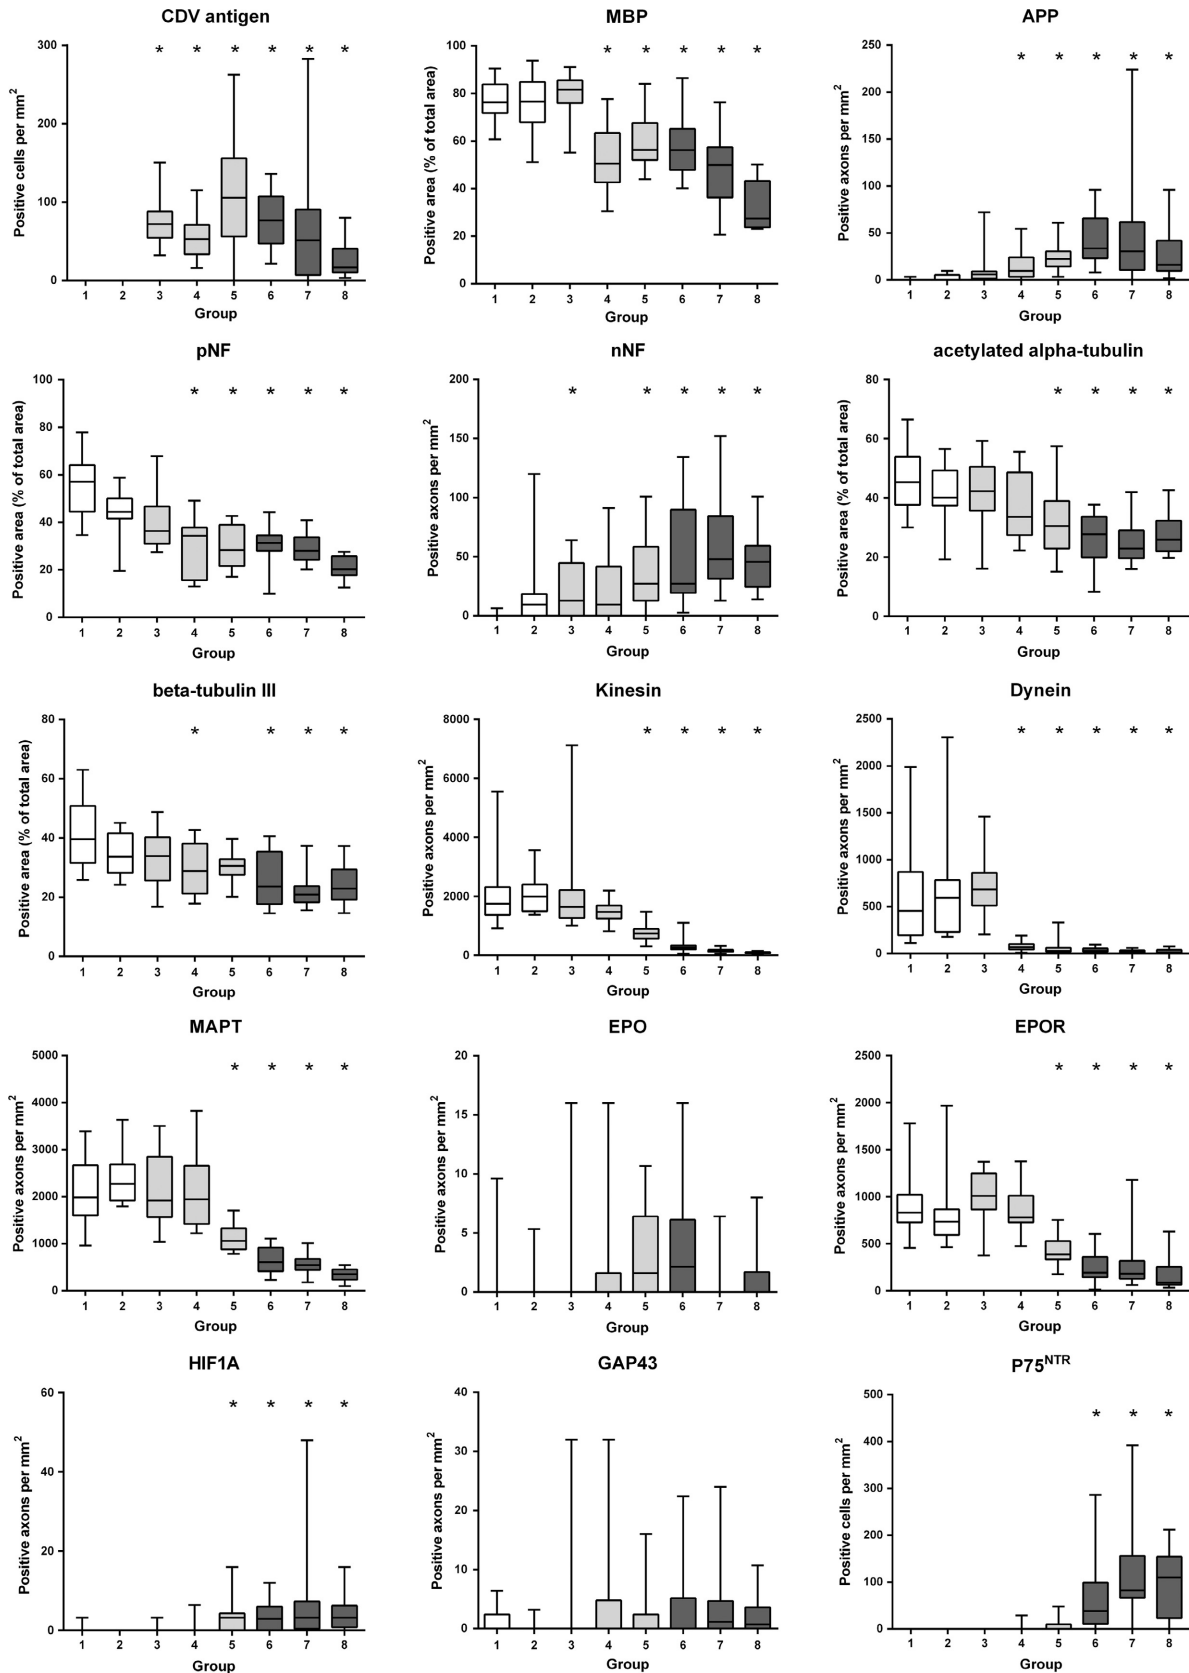 CDV antigen
Positive cells per mm²
300
200
100
0
* * * * * *
1 2 3 4 5 6 7 8
Group
MBP
Positive area (% of total area)
100
80
60
40
20
0
* * * * *
1 2 3 4 5 6 7 8
Group
APP
Positive axons per mm²
250
200
150
100
50
0
* * * * *
1 2 3 4 5 6 7 8
Group
pNF
Positive area (% of total area)
100
80
60
40
20
0
* * * * *
1 2 3 4 5 6 7 8
Group
nNF
Positive axons per mm²
200
150
100
50
0
* * * * *
1 2 3 4 5 6 7 8
Group
acetylated alpha-tubulin
Positive area (% of total area)
80
60
40
20
0
* * * *
1 2 3 4 5 6 7 8
Group
beta-tubulin III
Positive area (% of total area)
80
60
40
20
0
* * * *
1 2 3 4 5 6 7 8
Group
Kinesin
Positive axons per mm²
8000
6000
4000
2000
0
* * * *
1 2 3 4 5 6 7 8
Group
Dynein
Positive axons per mm²
2500
2000
1500
1000
500
0
* * * * *
1 2 3 4 5 6 7 8
Group
MAPT
Positive axons per mm²
5000
4000
3000
2000
1000
0
* * * *
1 2 3 4 5 6 7 8
Group
EPO
Positive axons per mm²
20
15
10
5
0
1 2 3 4 5 6 7 8
Group
EPOR
Positive axons per mm²
2500
2000
1500
1000
500
0
* * * *
1 2 3 4 5 6 7 8
Group
HIF1A
Positive axons per mm²
60
40
20
0
* * * *
1 2 3 4 5 6 7 8
Group
GAP43
Positive axons per mm²
40
30
20
10
0
1 2 3 4 5 6 7 8
Group
P75ᴺᵀᴿ
Positive cells per mm²
500
400
300
200
100
0
* * *
1 2 3 4 5 6 7 8
Group